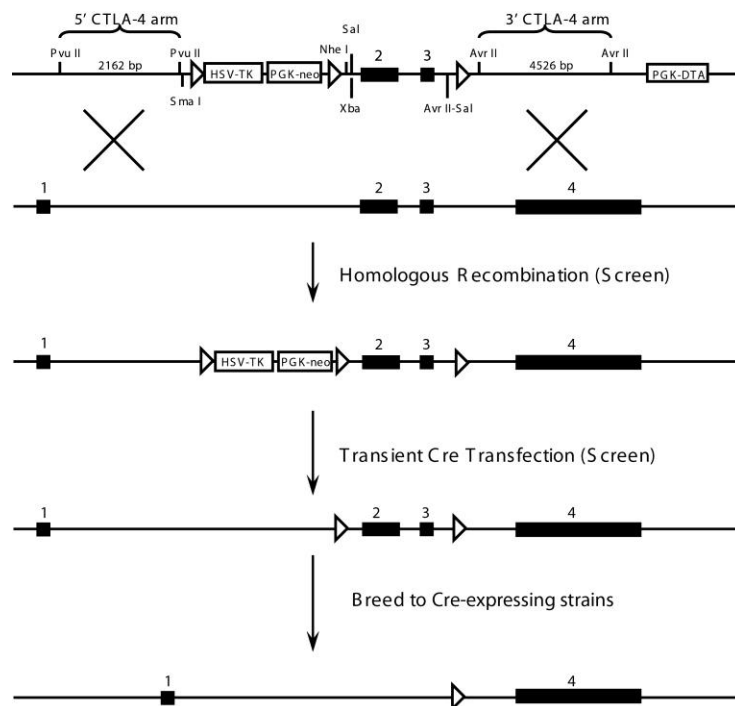 5’ CTLA-4 arm
3’ CTLA-4 arm
Pvu II
2162 bp
Pvu II
Sma I
HSV-TK
PGK-neo
Nhe I
Sal
Xba
2
3
Avr II-Sal
Avr II
4526 bp
Avr II
PGK-DTA
1
2
3
4
Homologous Recombination (Screen)
1
HSV-TK
PGK-neo
2
3
4
Transient Cre Transfection (Screen)
1
2
3
4
Breed to Cre-expressing strains
1
4